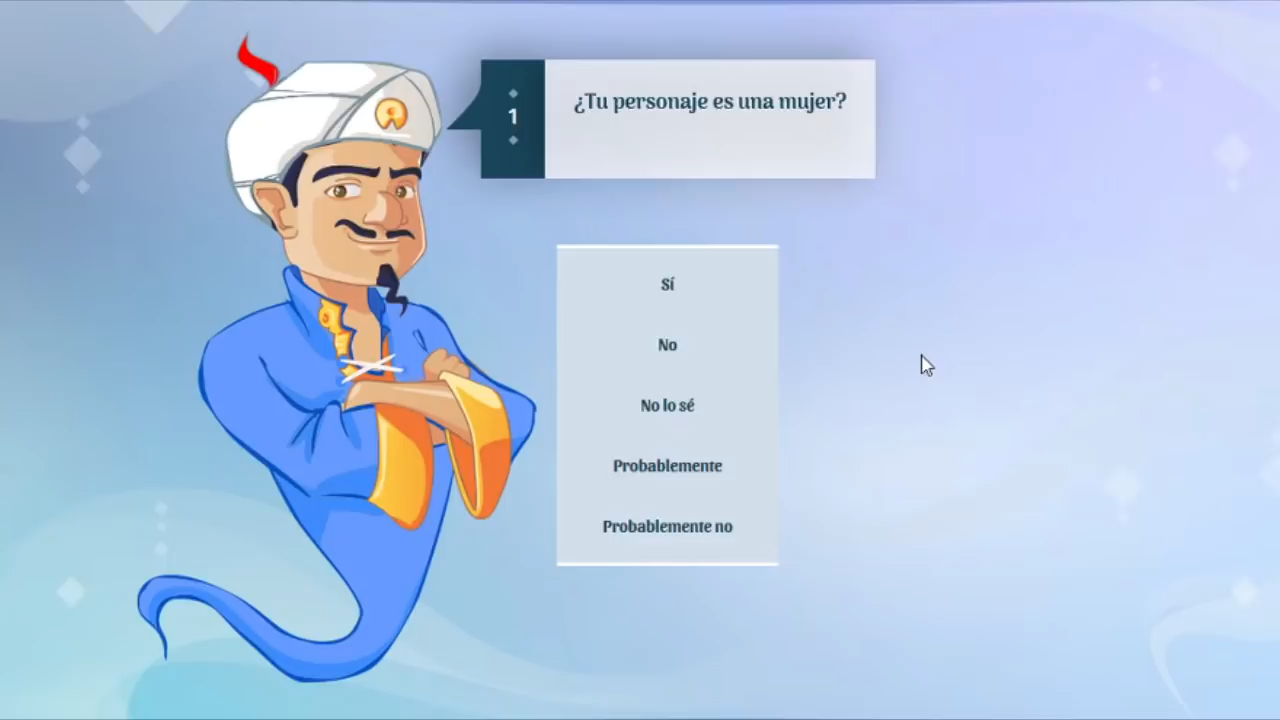 1
¿Tu personaje es una mujer?
Sí
No
No lo sé
Probablemente
Probablemente no